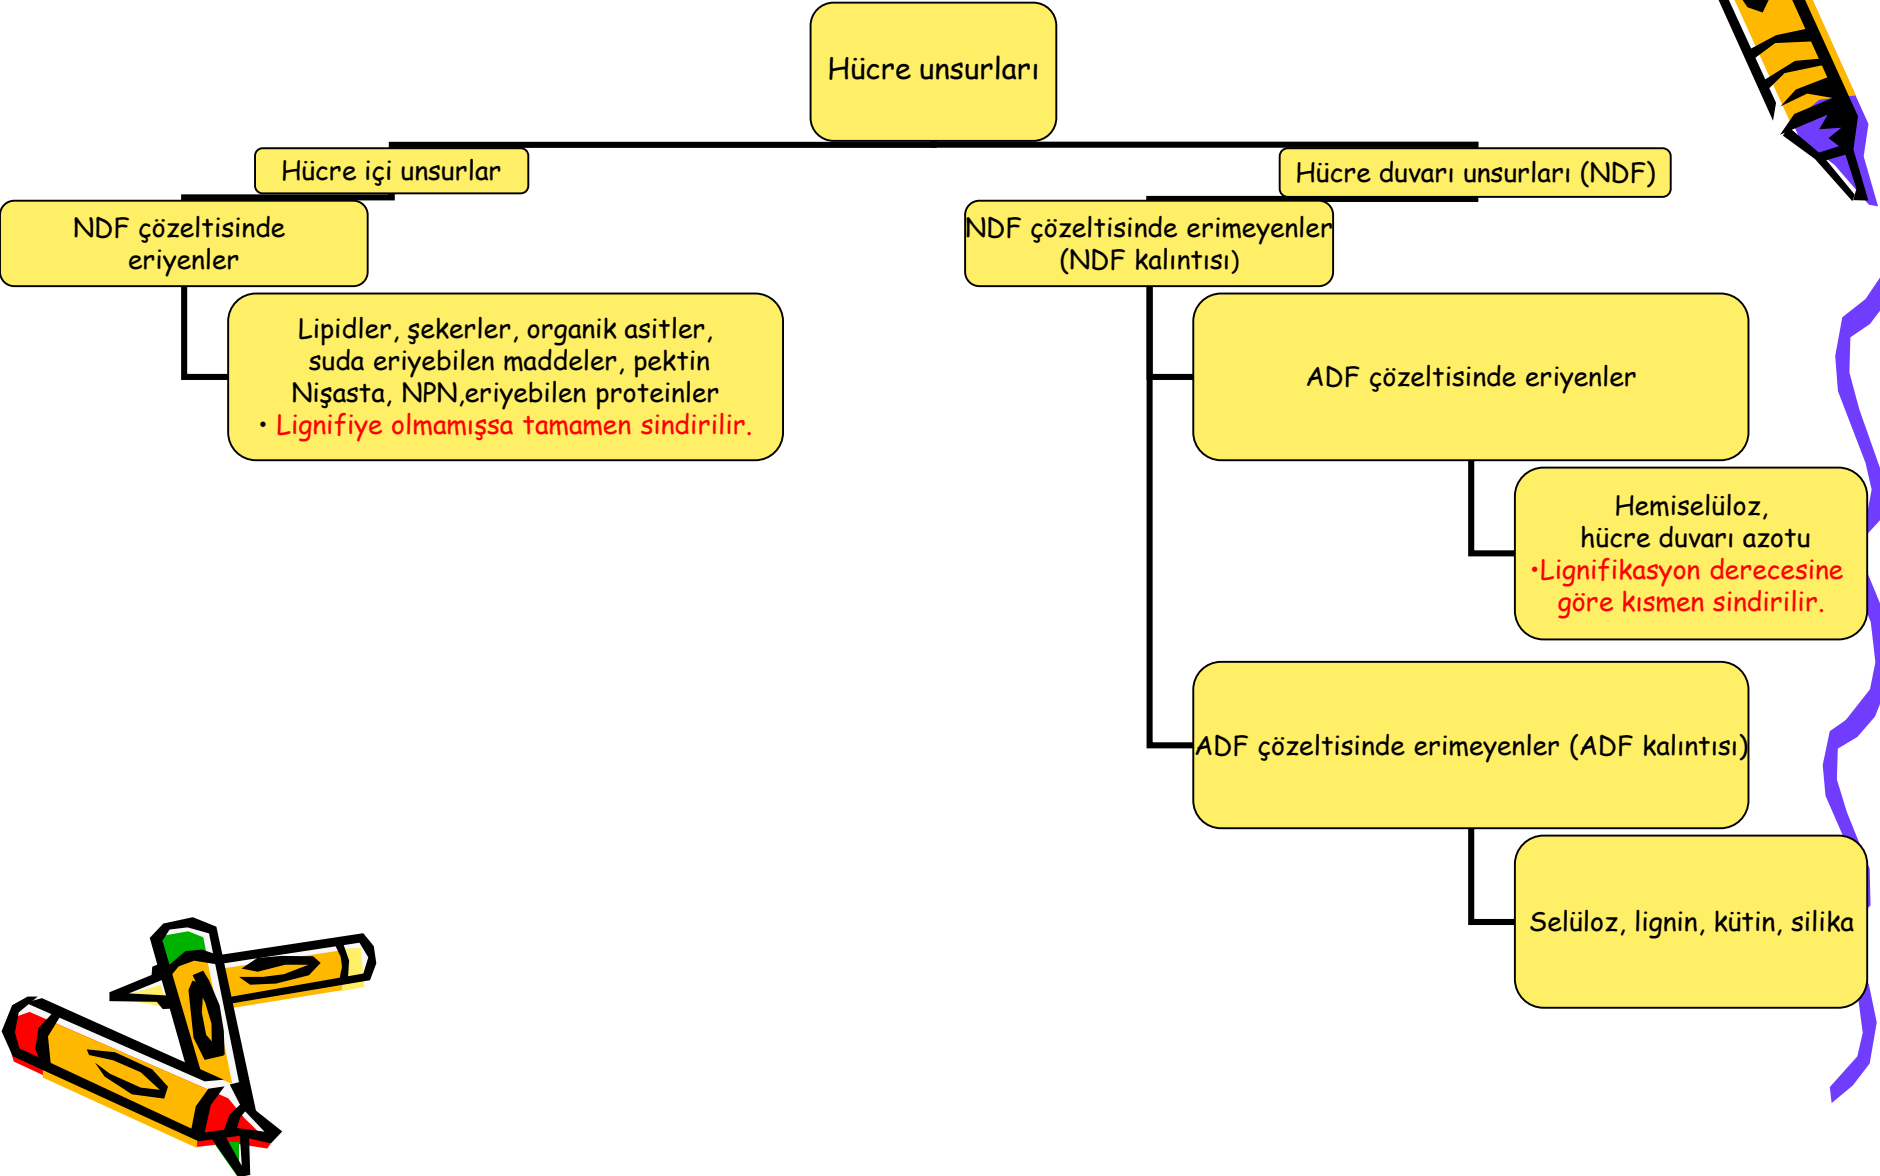 Hücre unsurları
Hücre içi unsurlar
NDF çözeltisinde
eriyenler
Lipidler, şekerler, organik asitler,
suda eriyebilen maddeler, pektin
Nişasta, NPN,eriyebilen proteinler
• Lignifiye olmamışsa tamamen sindirilir.
Hücre duvarı unsurları (NDF)
NDF çözeltisinde erimeyenler
(NDF kalıntısı)
ADF çözeltisinde eriyenler
Hemiselüloz,
hücre duvarı azotu
•Lignifikasyon derecesine
göre kısmen sindirilir.
ADF çözeltisinde erimeyenler (ADF kalıntısı)
Selüloz, lignin, kütin, silika